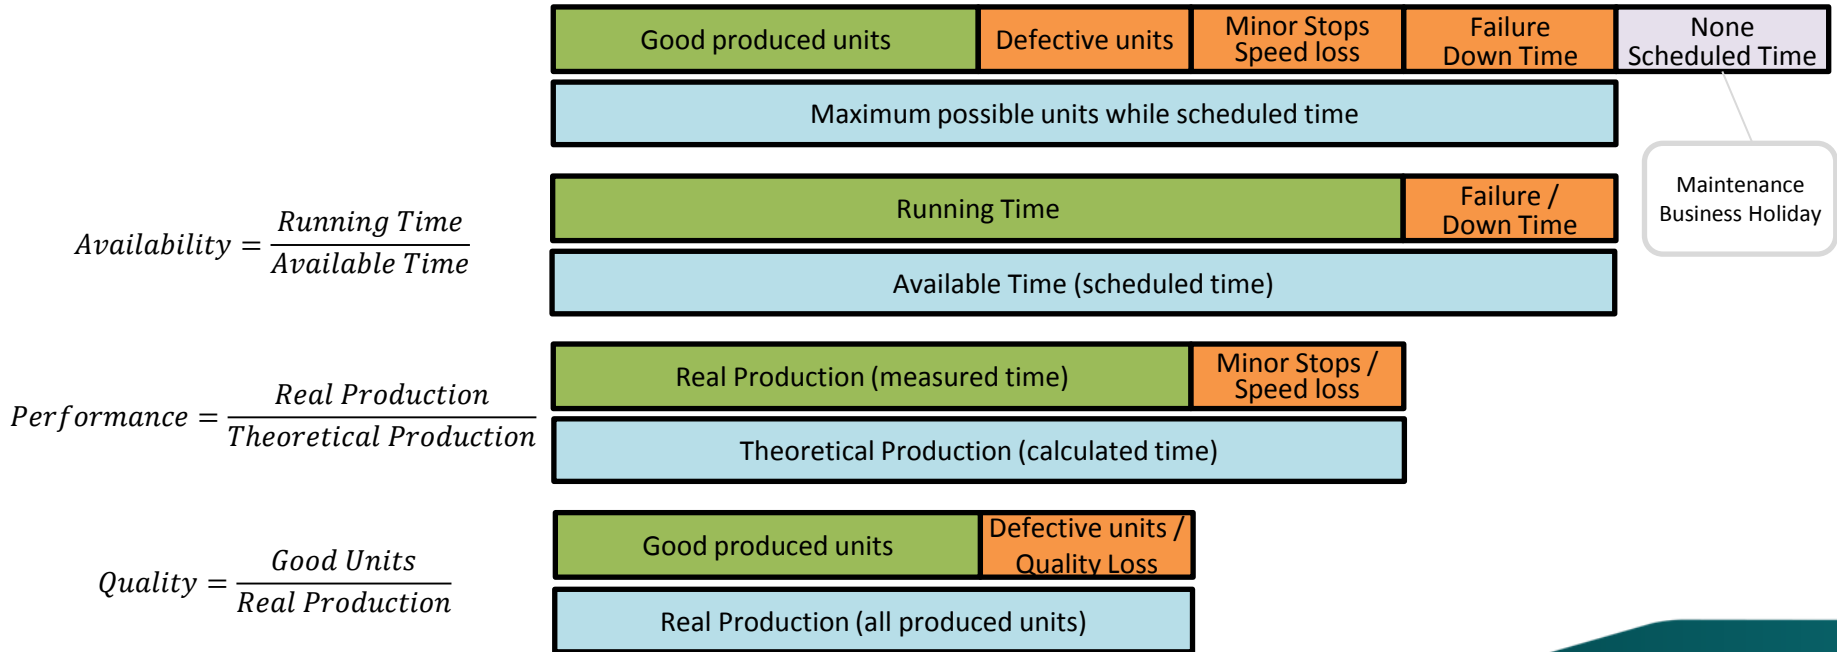 Good produced units
Defective units
Minor Stops
Speed loss
Failure
Down Time
None
Scheduled Time
Maximum possible units while scheduled time
Maintenance
Business Holiday
Availability = Running Time / Available Time
Running Time
Failure /
Down Time
Available Time (scheduled time)
Performance = Real Production / Theoretical Production
Real Production (measured time)
Minor Stops /
Speed loss
Theoretical Production (calculated time)
Quality = Good Units / Real Production
Good produced units
Defective units /
Quality Loss
Real Production (all produced units)